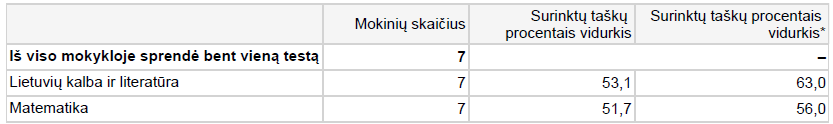 Mokinių skaičius	Surinktų taškų procentais vidurkis	Surinktų taškų procentais vidurkis*
Iš viso mokykloje sprendė bent vieną testą	7		–
Lietuvių kalba ir literatūra	7	53,1	63,0
Matematika	7	51,7	56,0